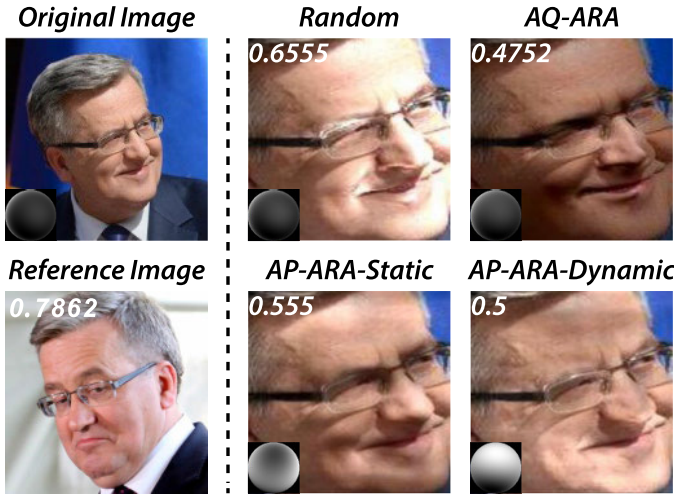 Original Image
Random
AQ-ARA
0.6555
0.4752
Reference Image
AP-ARA-Static
AP-ARA-Dynamic
0.7862
0.555
0.5